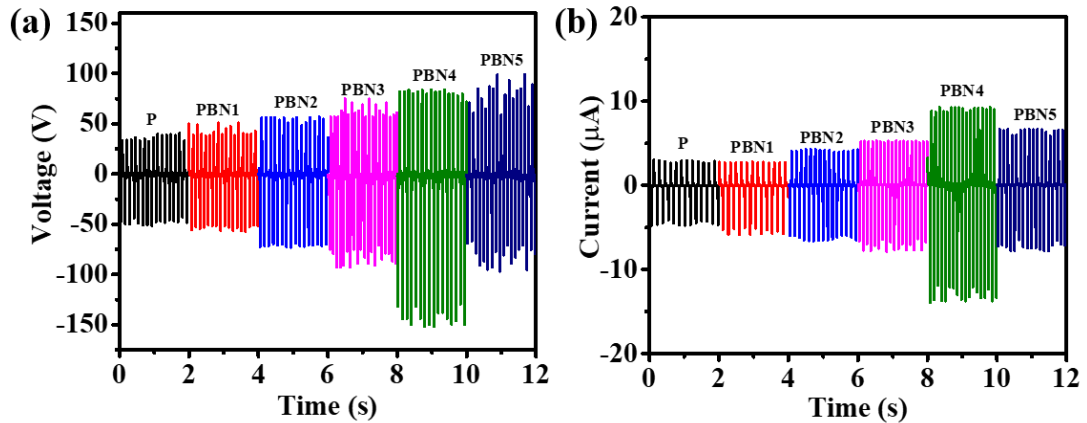 (a)
Voltage (V)
150
100
50
0
-50
-100
-150
P
PBN1
PBN2
PBN3
PBN4
PBN5
0 2 4 6 8 10 12
Time (s)
(b)
Current (μA)
20
10
0
-10
-20
P
PBN1
PBN2
PBN3
PBN4
PBN5
0 2 4 6 8 10 12
Time (s)